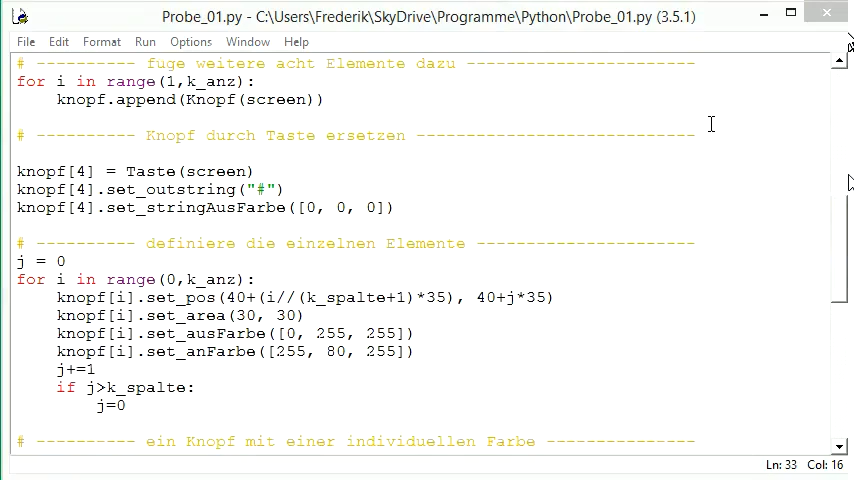 Probe_01.py - C:\Users\Frederik\SkyDrive\Programme\Python\Probe_01.py (3.5.1)
File Edit Format Run Options Window Help
# ---------- fuge weitere acht Elemente dazu -----------------------
for i in range(1,k_anz):
    knopf.append(Knopf(screen))
# ---------- Knopf durch Taste ersetzen ----------------------------
knopf[4] = Taste(screen)
knopf[4].set_outstring("#")
knopf[4].set_stringAusFarbe([0, 0, 0])
# ---------- definiere die einzelnen Elemente ----------------------
j = 0
for i in range(0,k_anz):
    knopf[i].set_pos(40+(i//(k_spalte+1)*35), 40+j*35)
    knopf[i].set_area(30, 30)
    knopf[i].set_ausFarbe([0, 255, 255])
    knopf[i].set_anFarbe([255, 80, 255])
    j+=1
    if j>k_spalte:
        j=0
# ---------- ein Knopf mit einer individuellen Farbe ---------------
Ln: 33 Col: 16